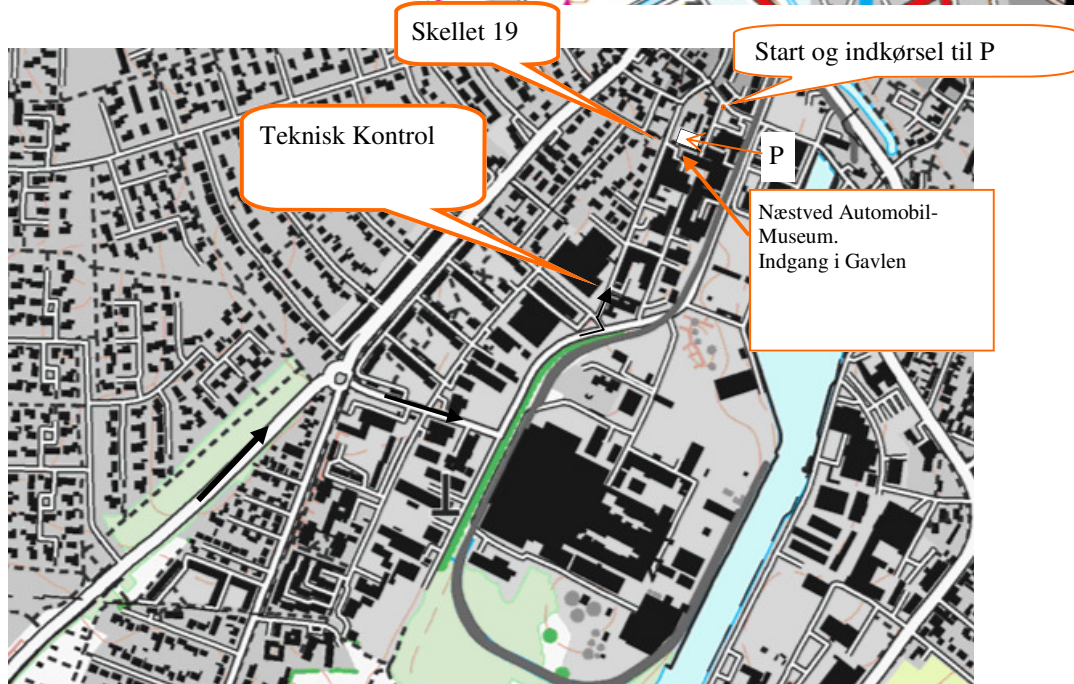 Skellet 19
Start og indkørsel til P
Teknisk Kontrol
P
Næstved Automobil-
Museum.
Indgang i Gavlen